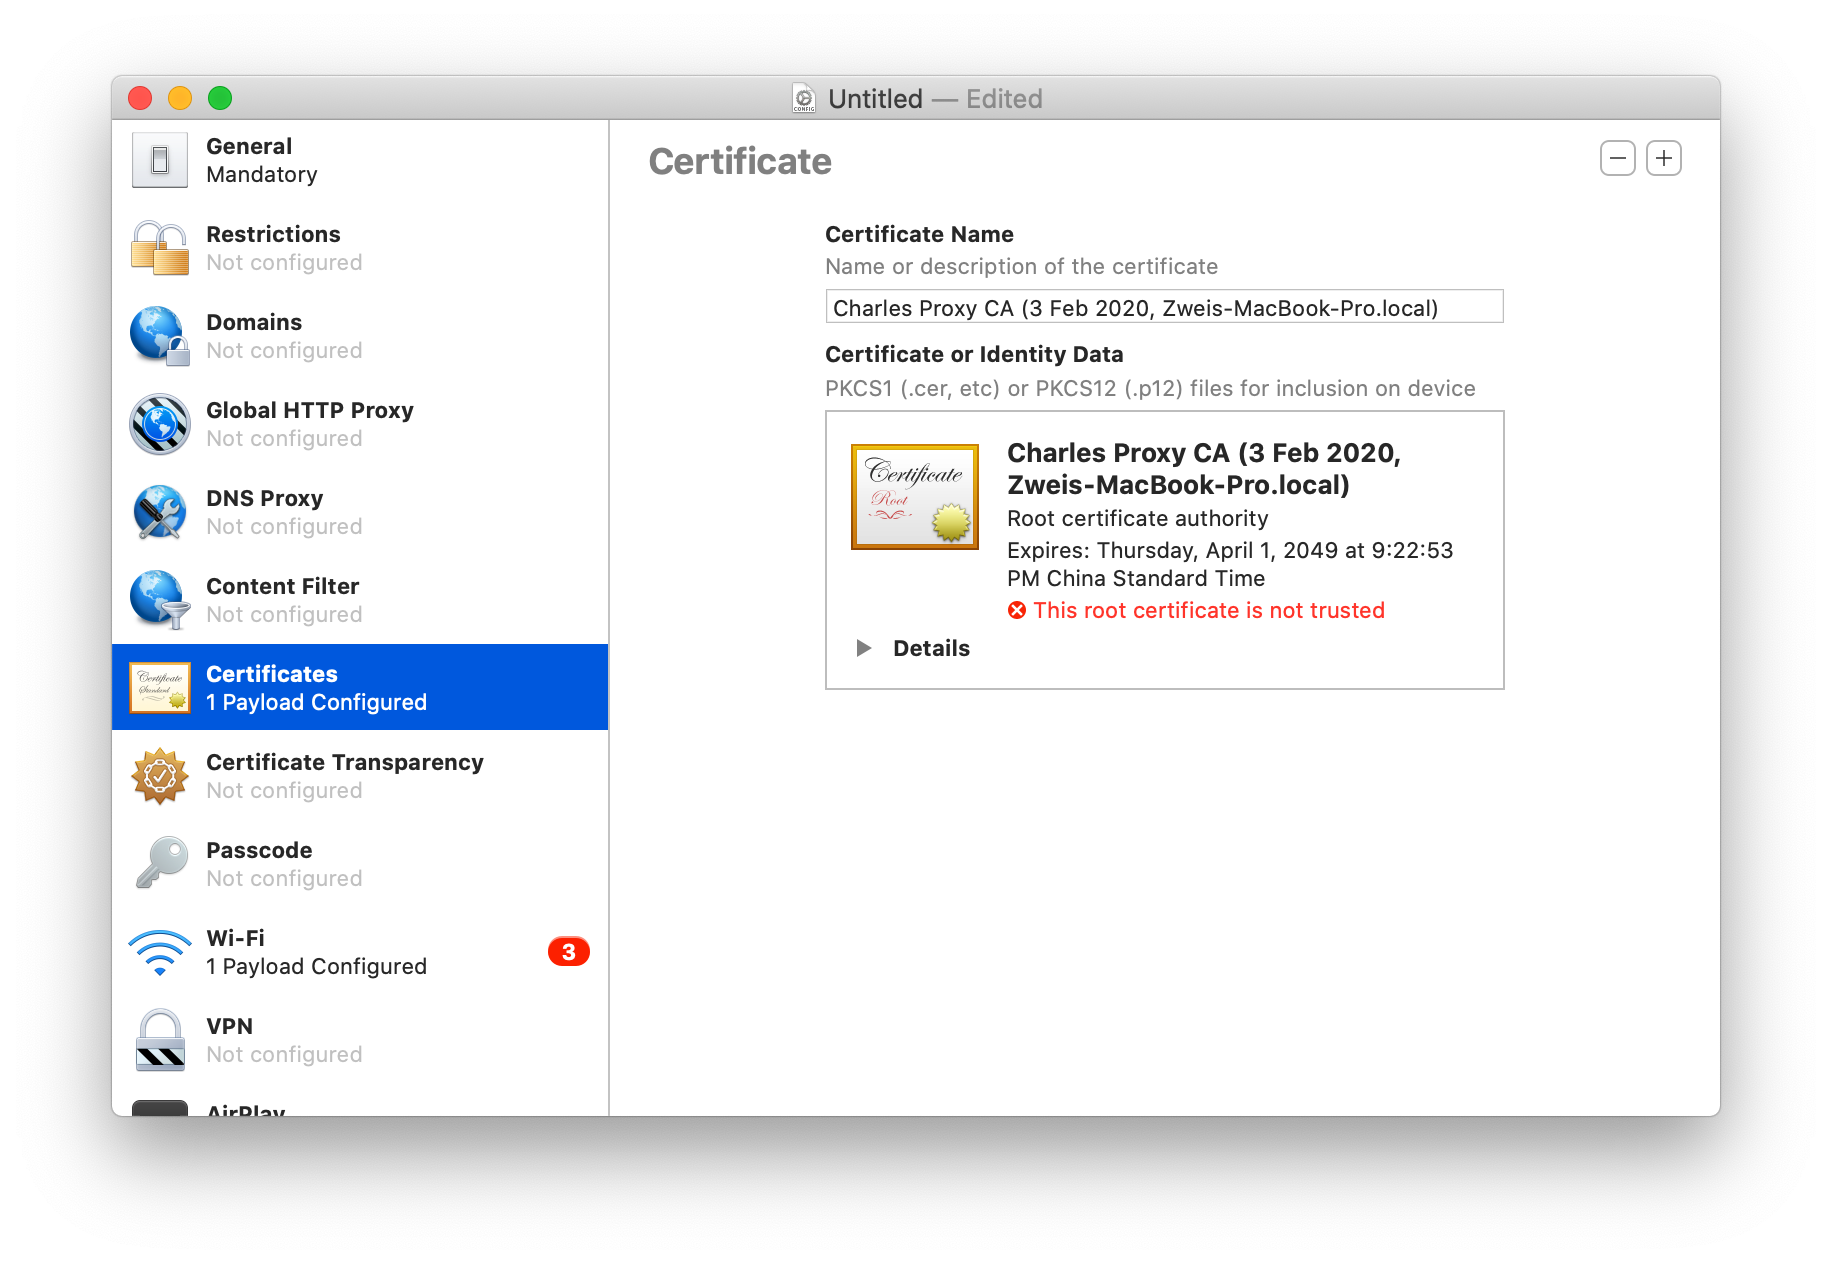 Untitled — Edited
General
Mandatory
Restrictions
Not configured
Domains
Not configured
Global HTTP Proxy
Not configured
DNS Proxy
Not configured
Content Filter
Not configured
Certificates
1 Payload Configured
Certificate Transparency
Not configured
Passcode
Not configured
Wi-Fi
1 Payload Configured
3
VPN
Not configured
AirPlay
Certificate
Certificate Name
Name or description of the certificate
Charles Proxy CA (3 Feb 2020, Zweis-MacBook-Pro.local)
Certificate or Identity Data
PKCS1 (.cer, etc) or PKCS12 (.p12) files for inclusion on device
Certificate
Root
Charles Proxy CA (3 Feb 2020,
Zweis-MacBook-Pro.local)
Root certificate authority
Expires: Thursday, April 1, 2049 at 9:22:53
PM China Standard Time
This root certificate is not trusted
Details
Certificate
Standard
CONFIG